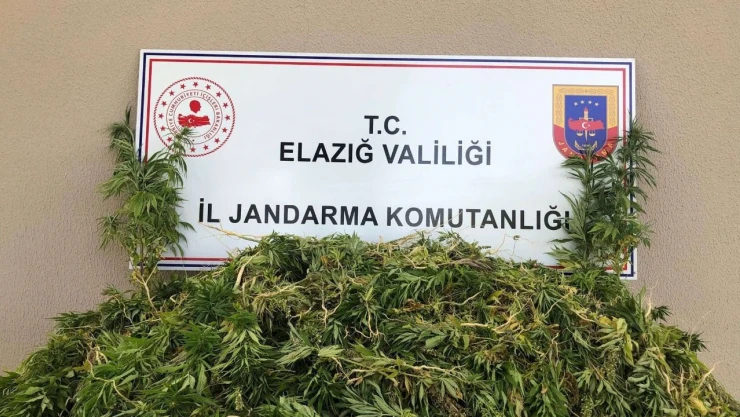 T.C.
ELAZIĞ VALİLİĞİ
İL JANDARMA KOMUTANLIĞI